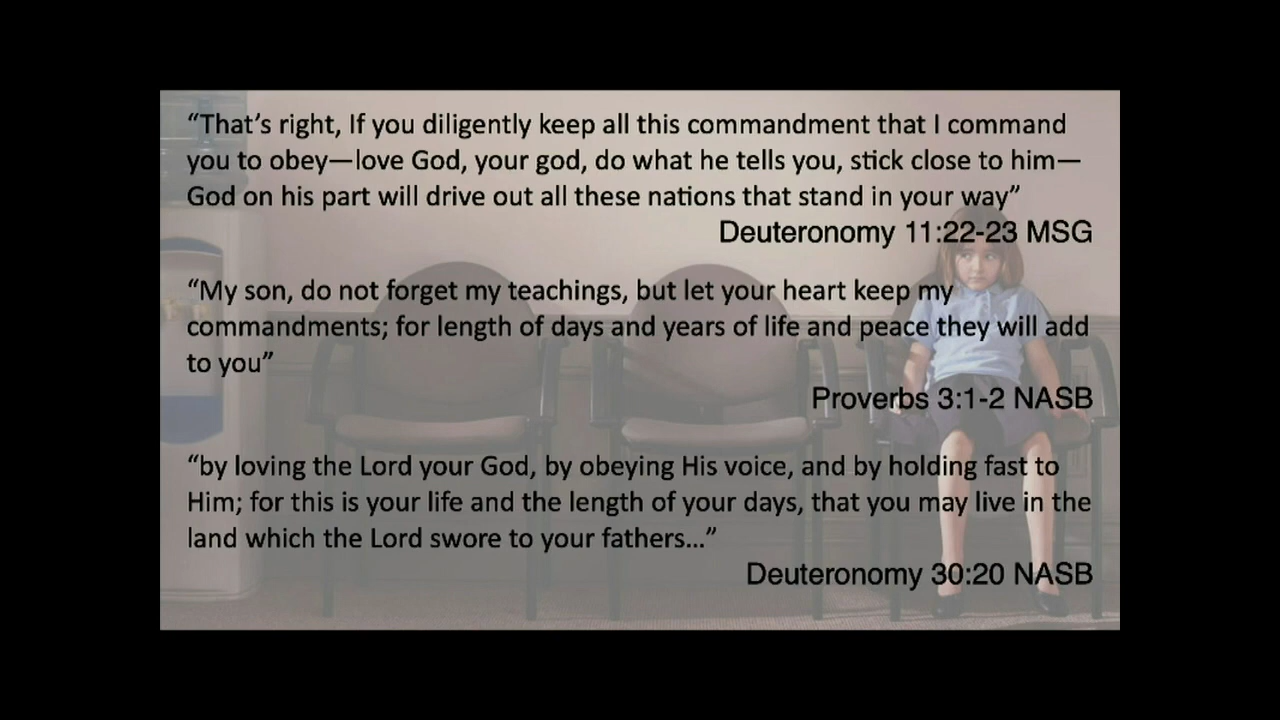 “That’s right, If you diligently keep all this commandment that I command
you to obey—love God, your god, do what he tells you, stick close to him—
God on his part will drive out all these nations that stand in your way”
Deuteronomy 11:22-23 MSG
“My son, do not forget my teachings, but let your heart keep my
commandments; for length of days and years of life and peace they will add
to you”
Proverbs 3:1-2 NASB
“by loving the Lord your God, by obeying His voice, and by holding fast to
Him; for this is your life and the length of your days, that you may live in the
land which the Lord swore to your fathers…”
Deuteronomy 30:20 NASB